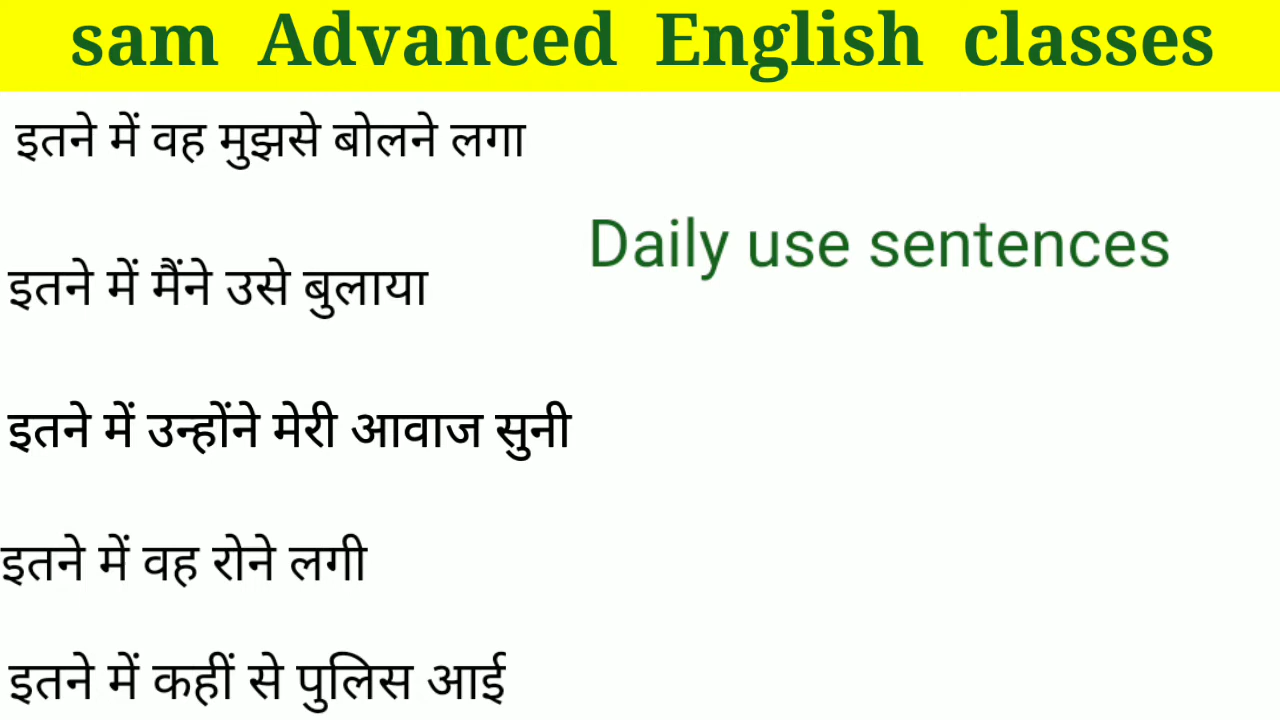 sam Advanced English classes
इतने में वह मुझसे बोलने लगा
Daily use sentences
इतने में मैंने उसे बुलाया
इतने में उन्होंने मेरी आवाज सुनी
इतने में वह रोने लगी
इतने में कहीं से पुलिस आई